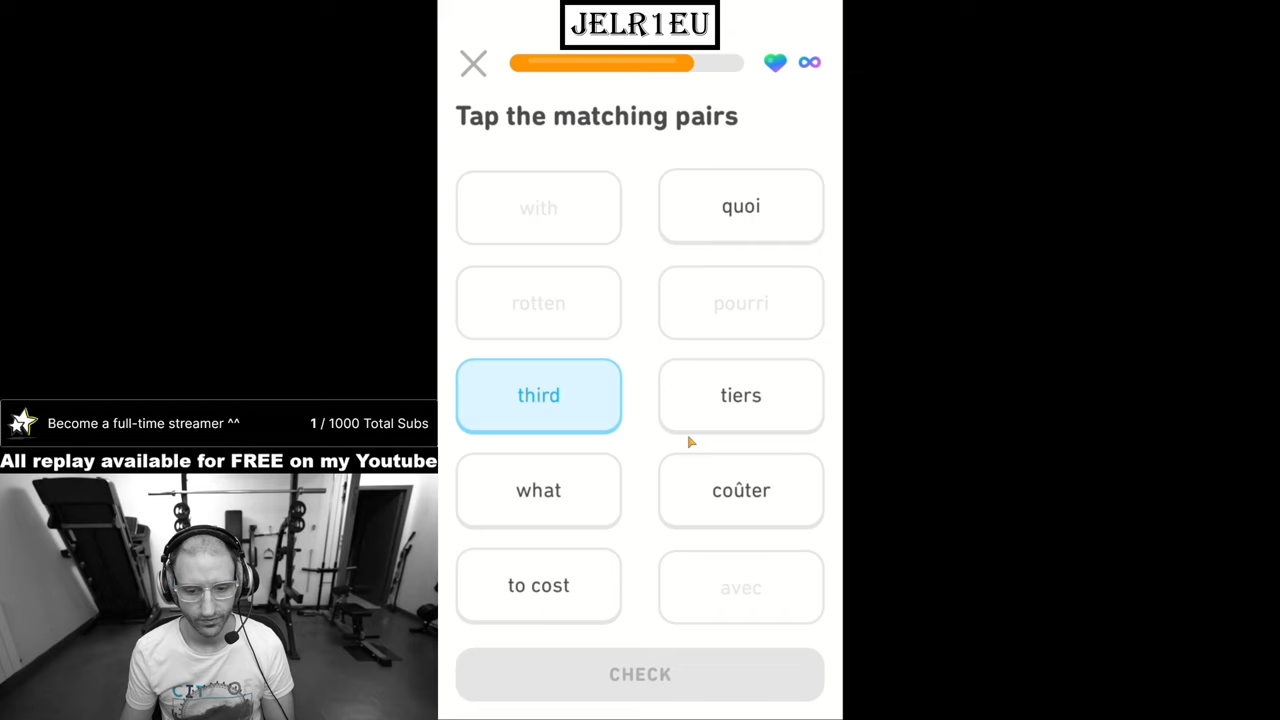 JELR1EU
Tap the matching pairs
with
quoi
rotten
pourri
third
tiers
what
coûter
to cost
avec
CHECK
Become a full-time streamer ^^ 1 / 1000 Total Subs
All replay available for FREE on my Youtube